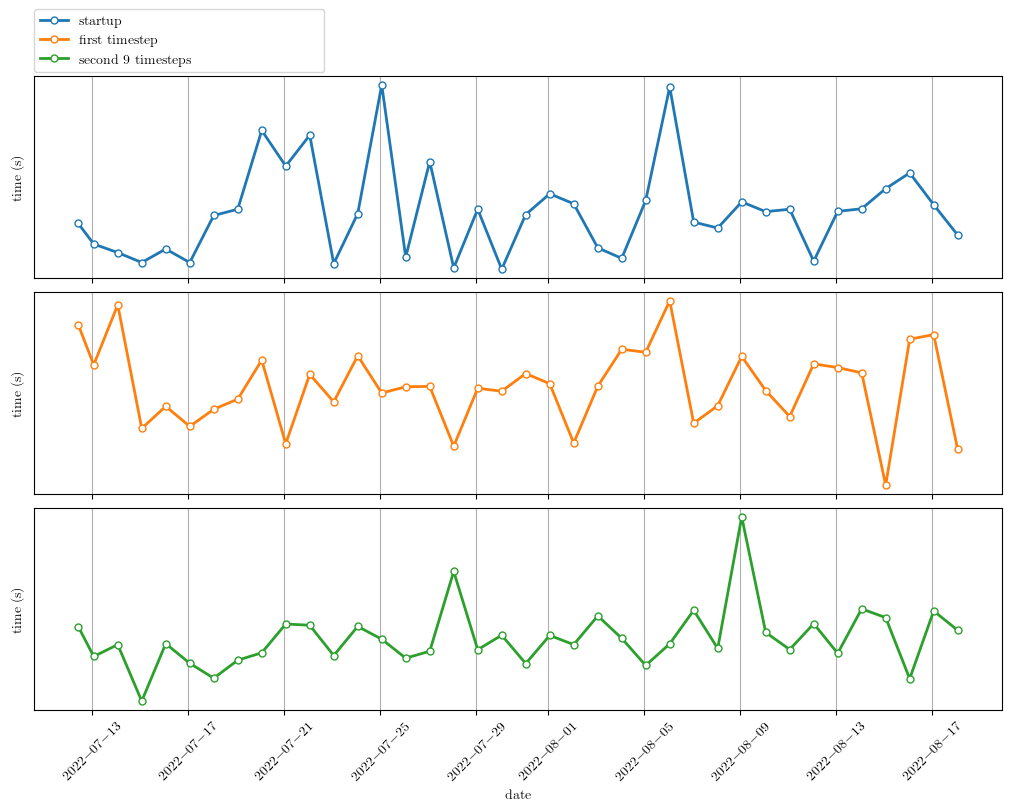 startup
first timestep
second 9 timesteps
time (s)
time (s)
time (s)
2022−07−13
2022−07−17
2022−07−21
2022−07−25
2022−07−29
2022−08−01
2022−08−05
2022−08−09
2022−08−13
2022−08−17
date